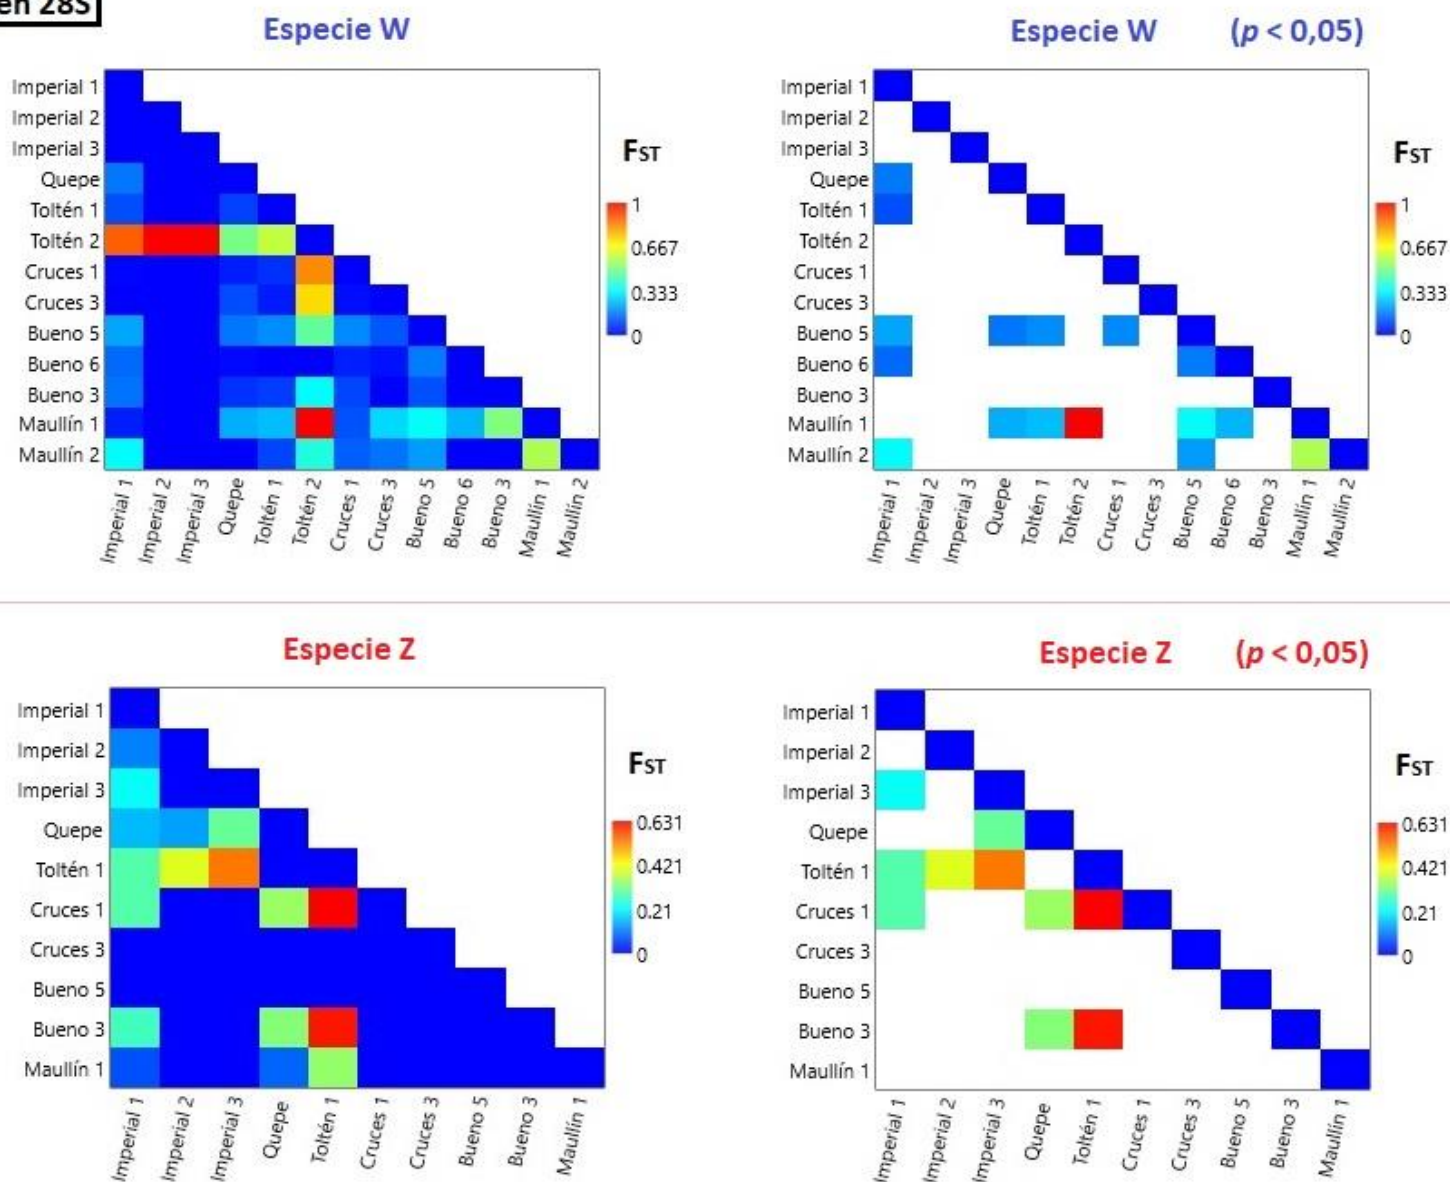 en 28S
Especie W
Imperial 1
Imperial 2
Imperial 3
Quepe
Toltén 1
Toltén 2
Cruces 1
Cruces 3
Bueno 5
Bueno 6
Bueno 3
Maullín 1
Maullín 2
Imperial 1
Imperial 2
Imperial 3
Quepe
Toltén 1
Toltén 2
Cruces 1
Cruces 3
Bueno 5
Bueno 6
Bueno 3
Maullín 1
Maullín 2
FST
1
0.667
0.333
0
Especie W (p < 0,05)
Imperial 1
Imperial 2
Imperial 3
Quepe
Toltén 1
Toltén 2
Cruces 1
Cruces 3
Bueno 5
Bueno 6
Bueno 3
Maullín 1
Maullín 2
Imperial 1
Imperial 2
Imperial 3
Quepe
Toltén 1
Toltén 2
Cruces 1
Cruces 3
Bueno 5
Bueno 6
Bueno 3
Maullín 1
Maullín 2
FST
1
0.667
0.333
0
Especie Z
Imperial 1
Imperial 2
Imperial 3
Quepe
Toltén 1
Cruces 1
Cruces 3
Bueno 5
Bueno 3
Maullín 1
Imperial 1
Imperial 2
Imperial 3
Quepe
Toltén 1
Cruces 1
Cruces 3
Bueno 5
Bueno 3
Maullín 1
FST
0.631
0.421
0.21
0
Especie Z (p < 0,05)
Imperial 1
Imperial 2
Imperial 3
Quepe
Toltén 1
Cruces 1
Cruces 3
Bueno 5
Bueno 3
Maullín 1
Imperial 1
Imperial 2
Imperial 3
Quepe
Toltén 1
Cruces 1
Cruces 3
Bueno 5
Bueno 3
Maullín 1
FST
0.631
0.421
0.21
0